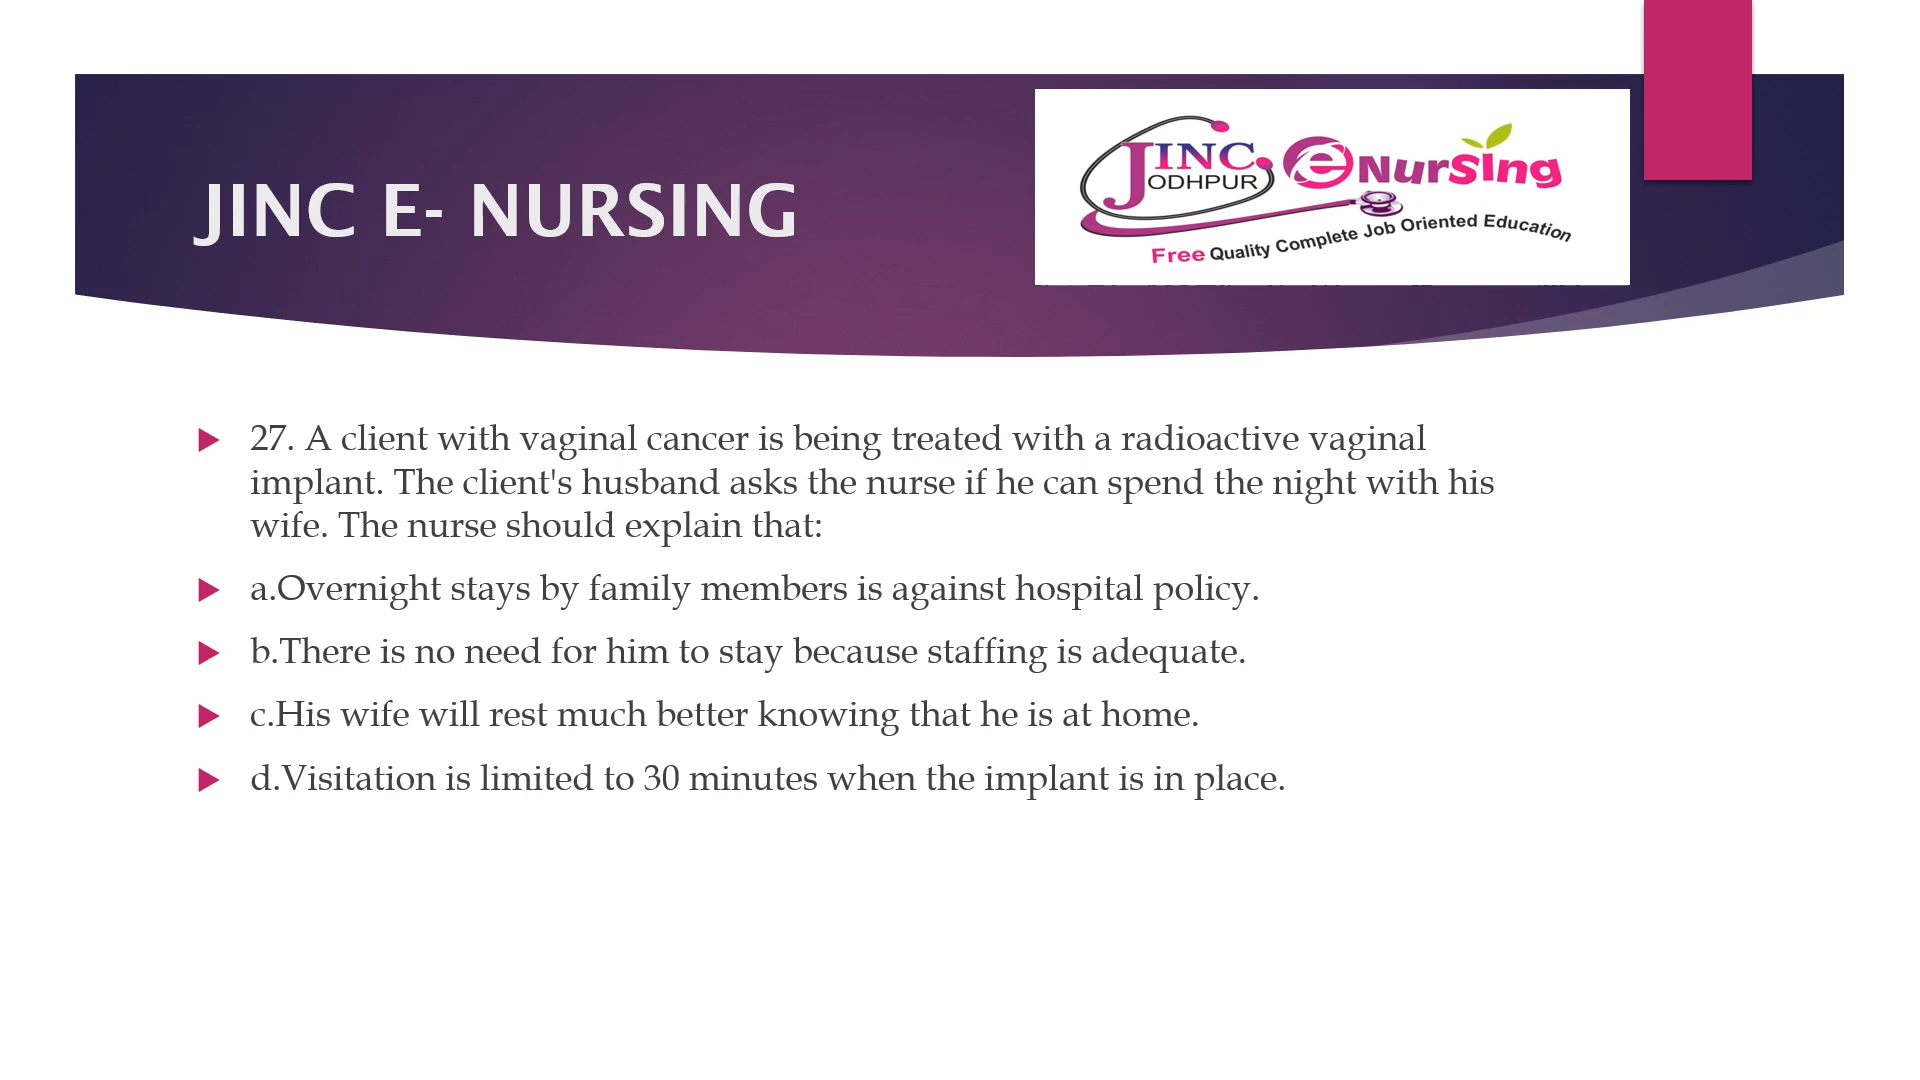 JINC E- NURSING
JINC
ODHPUR
eNursing
Free Quality Complete Job Oriented Education
27. A client with vaginal cancer is being treated with a radioactive vaginal
implant. The client's husband asks the nurse if he can spend the night with his
wife. The nurse should explain that:
a.Overnight stays by family members is against hospital policy.
b.There is no need for him to stay because staffing is adequate.
c.His wife will rest much better knowing that he is at home.
d.Visitation is limited to 30 minutes when the implant is in place.